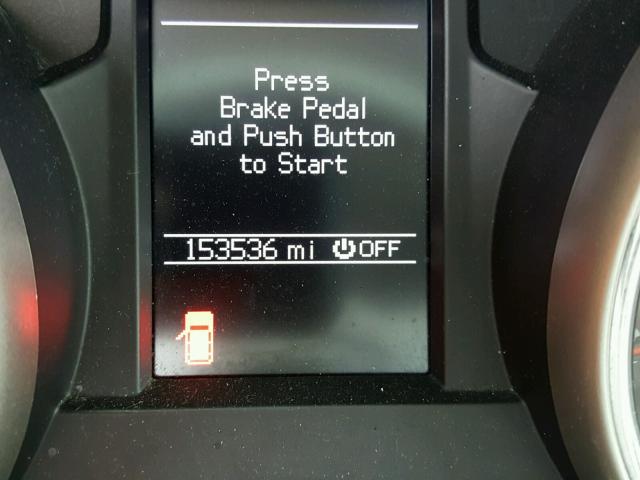 Press
Brake Pedal
and Push Button
to Start
153536 mi OFF